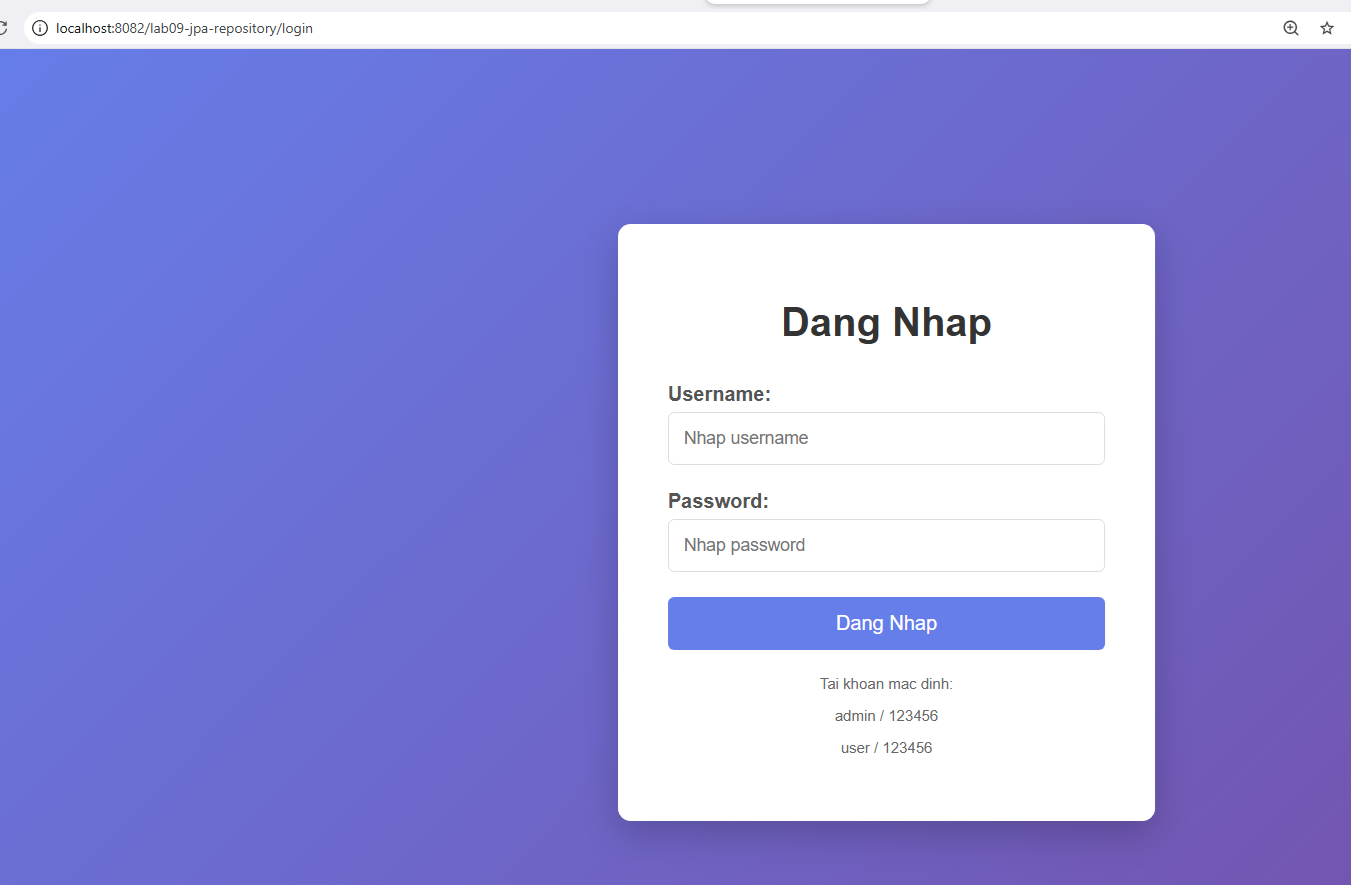 localhost:8082/lab09-jpa-repository/login
Dang Nhap
Username:
Nhap username
Password:
Nhap password
Dang Nhap
Tai khoan mac dinh:
admin / 123456
user / 123456